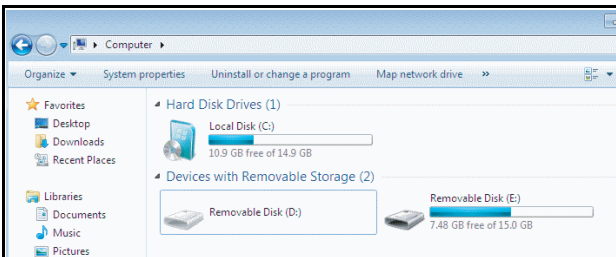 Computer
Organize System properties Uninstall or change a program Map network drive »
Favorites
Desktop
Downloads
Recent Places
Libraries
Documents
Music
Pictures
Hard Disk Drives (1)
Local Disk (C:)
10.9 GB free of 14.9 GB
Devices with Removable Storage (2)
Removable Disk (D:)
Removable Disk (E:)
7.48 GB free of 15.0 GB